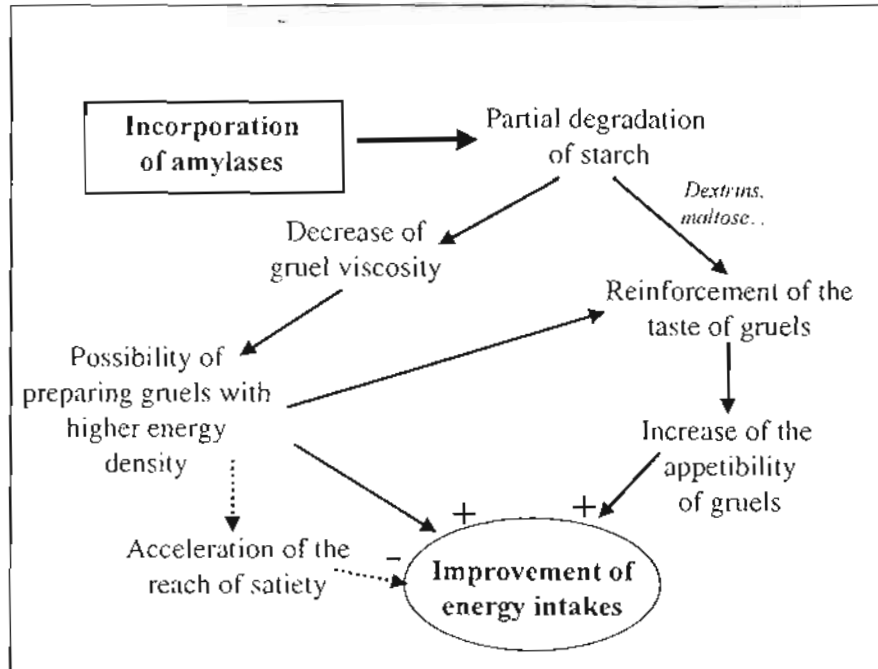 Incorporation
of amylases
Partial degradation
of starch
Dextrins,
maltose..
Decrease of
gruel viscosity
Reinforcement of the
taste of gruels
Possibility of
preparing gruels with
higher energy
density
Increase of the
appetibility
of gruels
+
+
Acceleration of the
reach of satiety
-
Improvement of
energy intakes